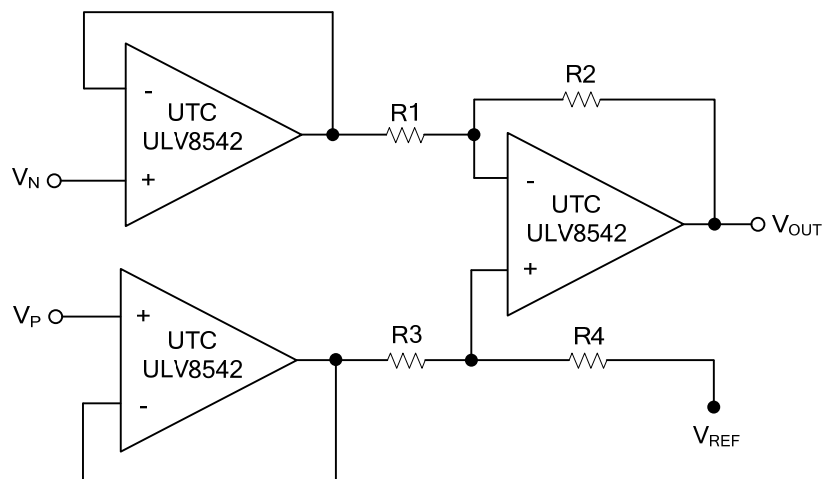 -
UTC
ULV8542
+
V_N
R1
R2
-
UTC
ULV8542
+
V_OUT
V_P
+
UTC
ULV8542
-
R3
R4
V_REF